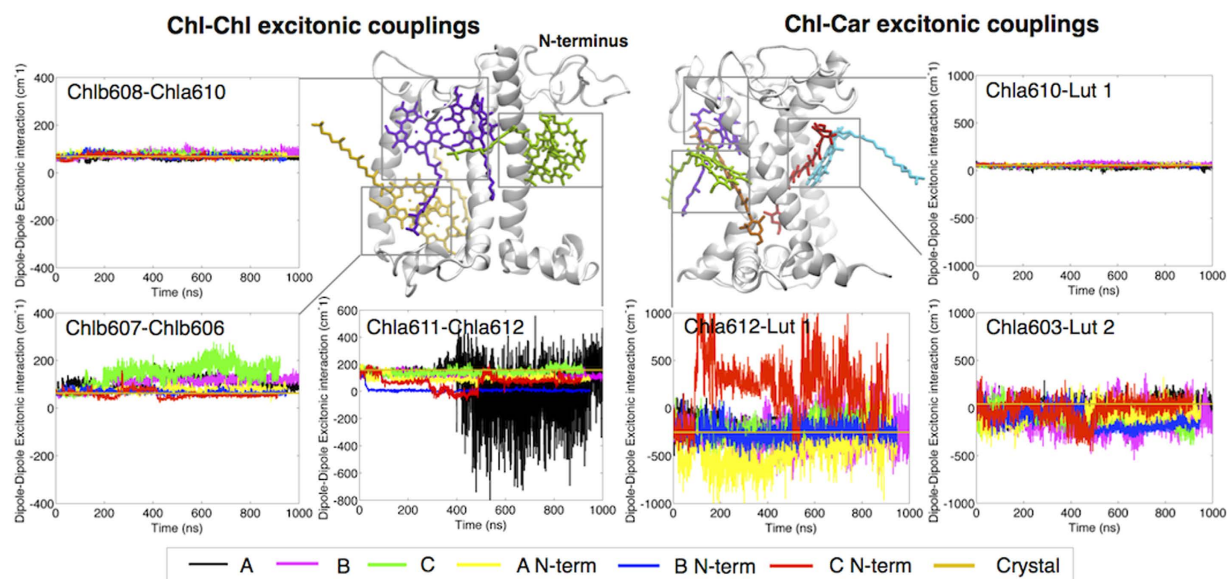 Chl-Chl excitonic couplings
Chl-Car excitonic couplings
N-terminus
Dipole-Dipole Excitonic interaction (cm⁻¹)
400
200
0
-200
-400
Chlb608-Chla610
0 200 400 600 800 1000
Time (ns)
Dipole-Dipole Excitonic interaction (cm⁻¹)
1000
500
0
-500
-1000
Chla610-Lut 1
0 200 400 600 800 1000
Time (ns)
Dipole-Dipole Excitonic interaction (cm⁻¹)
400
200
0
-200
-400
Chlb607-Chlb606
0 200 400 600 800 1000
Time (ns)
Dipole-Dipole Excitonic interaction (cm⁻¹)
600
400
200
0
-200
-400
-600
-800
Chla611-Chla612
0 200 400 600 800 1000
Time (ns)
Dipole-Dipole Excitonic interaction (cm⁻¹)
1000
500
0
-500
-1000
Chla612-Lut 1
0 200 400 600 800 1000
Time (ns)
Dipole-Dipole Excitonic interaction (cm⁻¹)
1000
500
0
-500
1000
Chla603-Lut 2
0 200 400 600 800 1000
Time (ns)
A B C A N-term B N-term C N-term Crystal